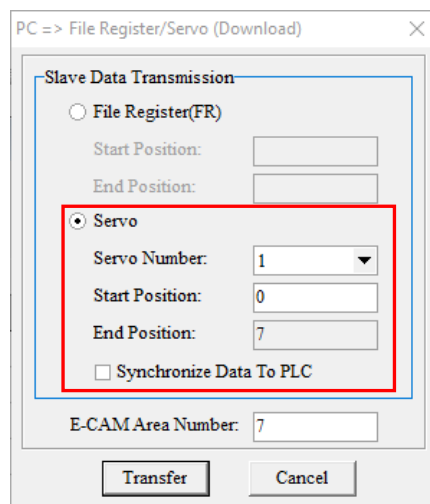 PC => File Register/Servo (Download)
Slave Data Transmission
File Register(FR)
Start Position:
End Position:
Servo
Servo Number: 1
Start Position: 0
End Position: 7
Synchronize Data To PLC
E-CAM Area Number: 7
Transfer Cancel